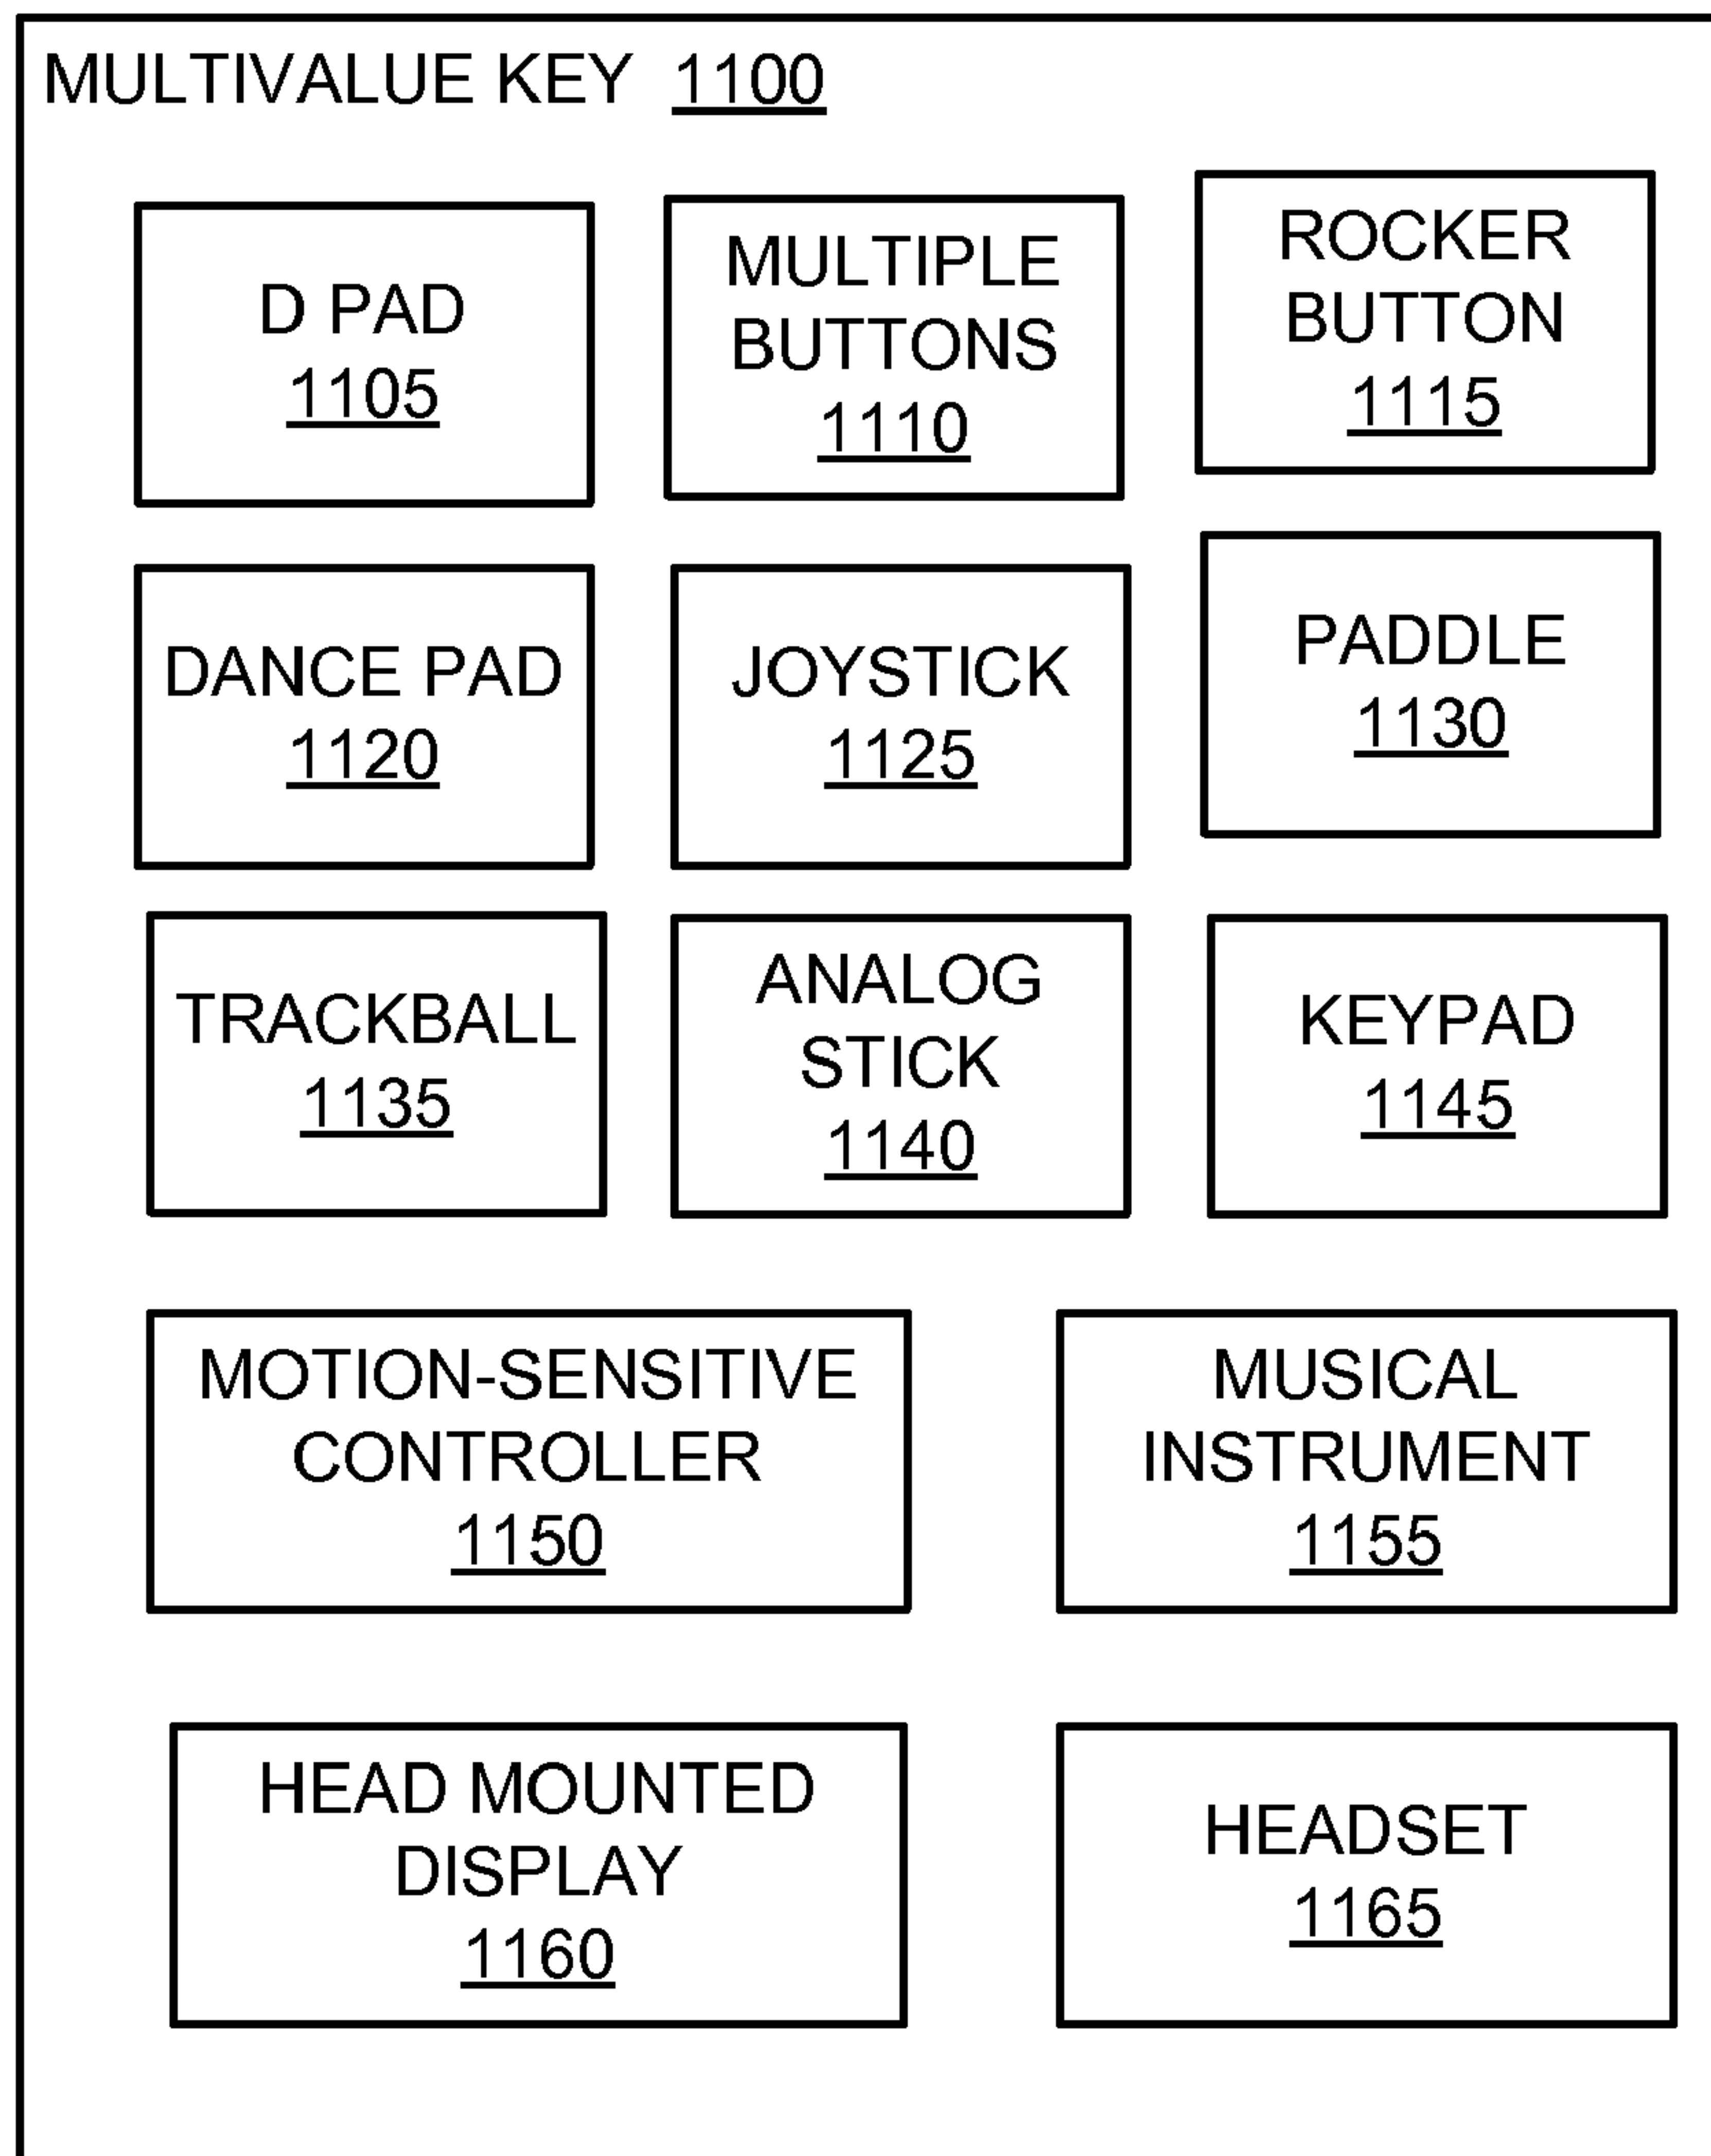 MULTIVALUE KEY 1100
D PAD
1105
MULTIPLE
BUTTONS
1110
ROCKER
BUTTON
1115
DANCE PAD
1120
JOYSTICK
1125
PADDLE
1130
TRACKBALL
1135
ANALOG
STICK
1140
KEYPAD
1145
MOTION-SENSITIVE
CONTROLLER
1150
MUSICAL
INSTRUMENT
1155
HEAD MOUNTED
DISPLAY
1160
HEADSET
1165